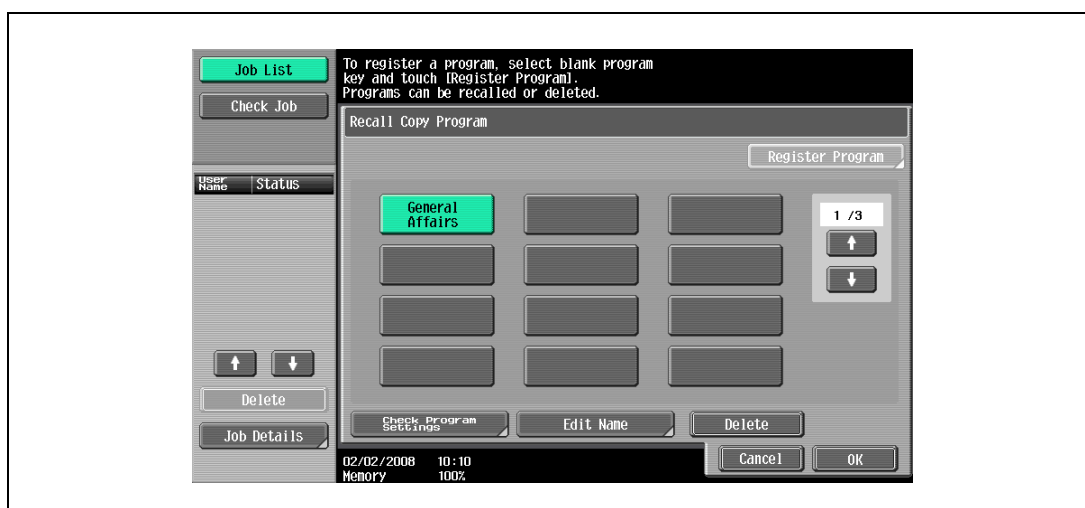 Job List
Check Job
User
Name
Status
Delete
Job Details
To register a program, select blank program
key and touch [Register Program].
Programs can be recalled or deleted.
Recall Copy Program
Register Program
General
Affairs
1 /3
Check Program
Settings
Edit Name
Delete
02/02/2008 10:10
Memory 100%
Cancel
OK